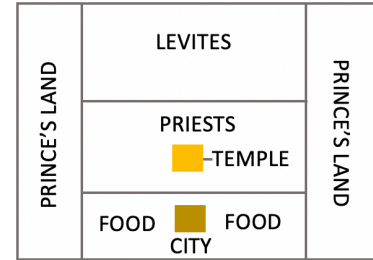 PRINCE'S LAND
LEVITES
PRIESTS
TEMPLE
FOOD
FOOD
CITY
PRINCE'S LAND